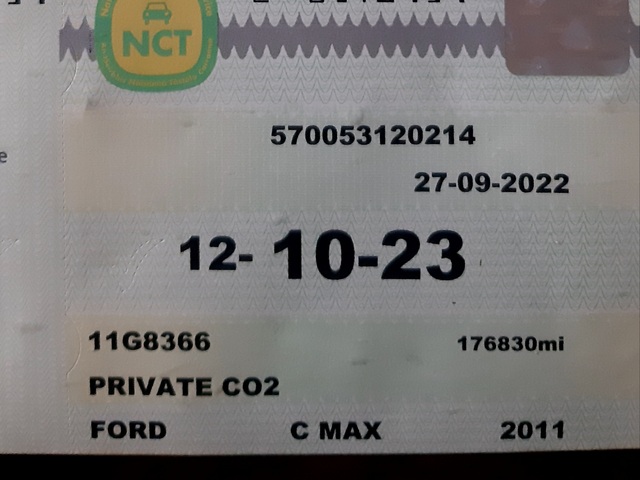 NCT
570053120214
27-09-2022
12- 10-23
11G8366 176830mi
PRIVATE CO2
FORD C MAX 2011